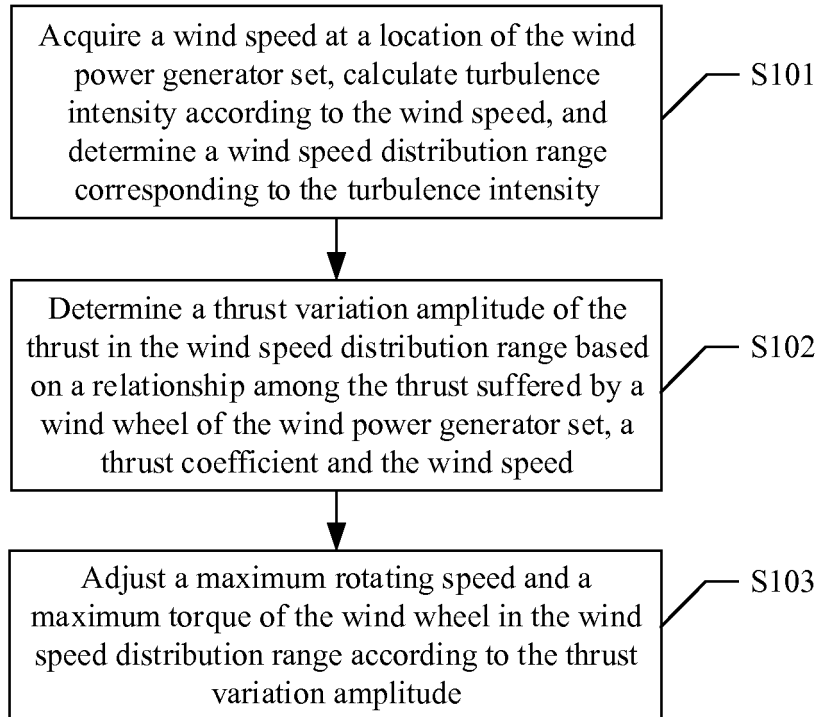 Acquire a wind speed at a location of the wind
power generator set, calculate turbulence
intensity according to the wind speed, and
determine a wind speed distribution range
corresponding to the turbulence intensity
S101
Determine a thrust variation amplitude of the
thrust in the wind speed distribution range based
on a relationship among the thrust suffered by a
wind wheel of the wind power generator set, a
thrust coefficient and the wind speed
S102
Adjust a maximum rotating speed and a
maximum torque of the wind wheel in the wind
speed distribution range according to the thrust
variation amplitude
S103